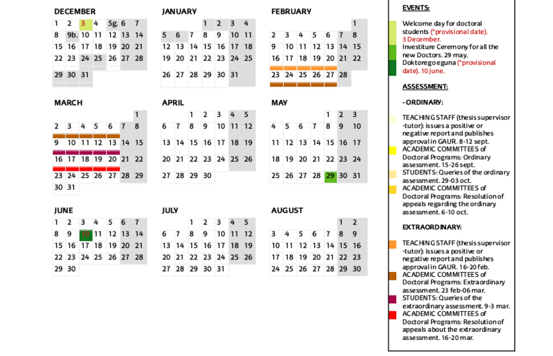 DECEMBER
1 2 3 4 5g. 6 7
8 9b. 10 11 12 13 14
15 16 17 18 19 20 21
22 23 24 25 26 27 28
29 30 31
JANUARY
1 2 3 4
5 6 7 8 9 10 11
12 13 14 15 16 17 18
19 20 21 22 23 24 25
26 27 28 29 30 31
FEBRUARY
1
2 3 4 5 6 7 8
9 10 11 12 13 14 15
16 17 18 19 20 21 22
23 24 25 26 27 28
MARCH
1
2 3 4 5 6 7 8
9 10 11 12 13 14 15
16 17 18 19 20 21 22
23 24 25 26 27 28 29
30 31
APRIL
1 2 3 4 5
6 7 8 9 10 11 12
13 14 15 16 17 18 19
20 21 22 23 24 25 26
27 28 29 30
MAY
1 2 3
4 5 6 7 8 9 10
11 12 13 14 15 16 17
18 19 20 21 22 23 24
25 26 27 28 29 30 31
JUNE
1 2 3 4 5 6 7
8 9 11 12 13 14
15 16 17 18 19 20 21
22 23 24 25 26 27 28
29 30
JULY
1 2 3 4 5
6 7 8 9 10 11 12
13 14 15 16 17 18 19
20 21 22 23 24 25 26
27 28 29 30 31
AUGUST
1 2
3 4 5 6 7 8 9
10 11 12 13 14 15 16
17 18 19 20 21 22 23
24 25 26 27 28 29 30
EVENTS:
Welcome day for doctoral
students (*provisional date).
3 December.
Investiture Ceremony for all the
new Doctors. 29 may.
Doktorego eguna (*provisional
date). 10 june.
ASSESSMENT:
-ORDINARY:
TEACHING STAFF (thesis supervisor
-tutor): issues a positive or
negative report and publishes
approval in GAUR. 8-12 sept.
ACADEMIC COMMITTEES of
Doctoral Programs: Ordinary
assessment. 15-26 sept.
STUDENTS: Queries of the ordinary
assessment. 29-03 oct.
ACADEMIC COMMITTEES of
Doctoral Programs: Resolution of
appeals regarding the ordinary
assessment. 6-10 oct.
EXTRAORDINARY:
TEACHING STAFF (thesis supervisor
-tutor): issues a positive or
negative report and publishes
approval in GAUR. 16-20 feb.
ACADEMIC COMMITTEES of
Doctoral Programs: Extraordinary
assessment. 23 feb-06 mar.
STUDENTS: Queries of the
extraordinary assessment. 9-3 mar.
ACADEMIC COMMITTEES of
Doctoral Programs: Resolution of
appeals about the extraordinary
assessment. 16-20 mar.